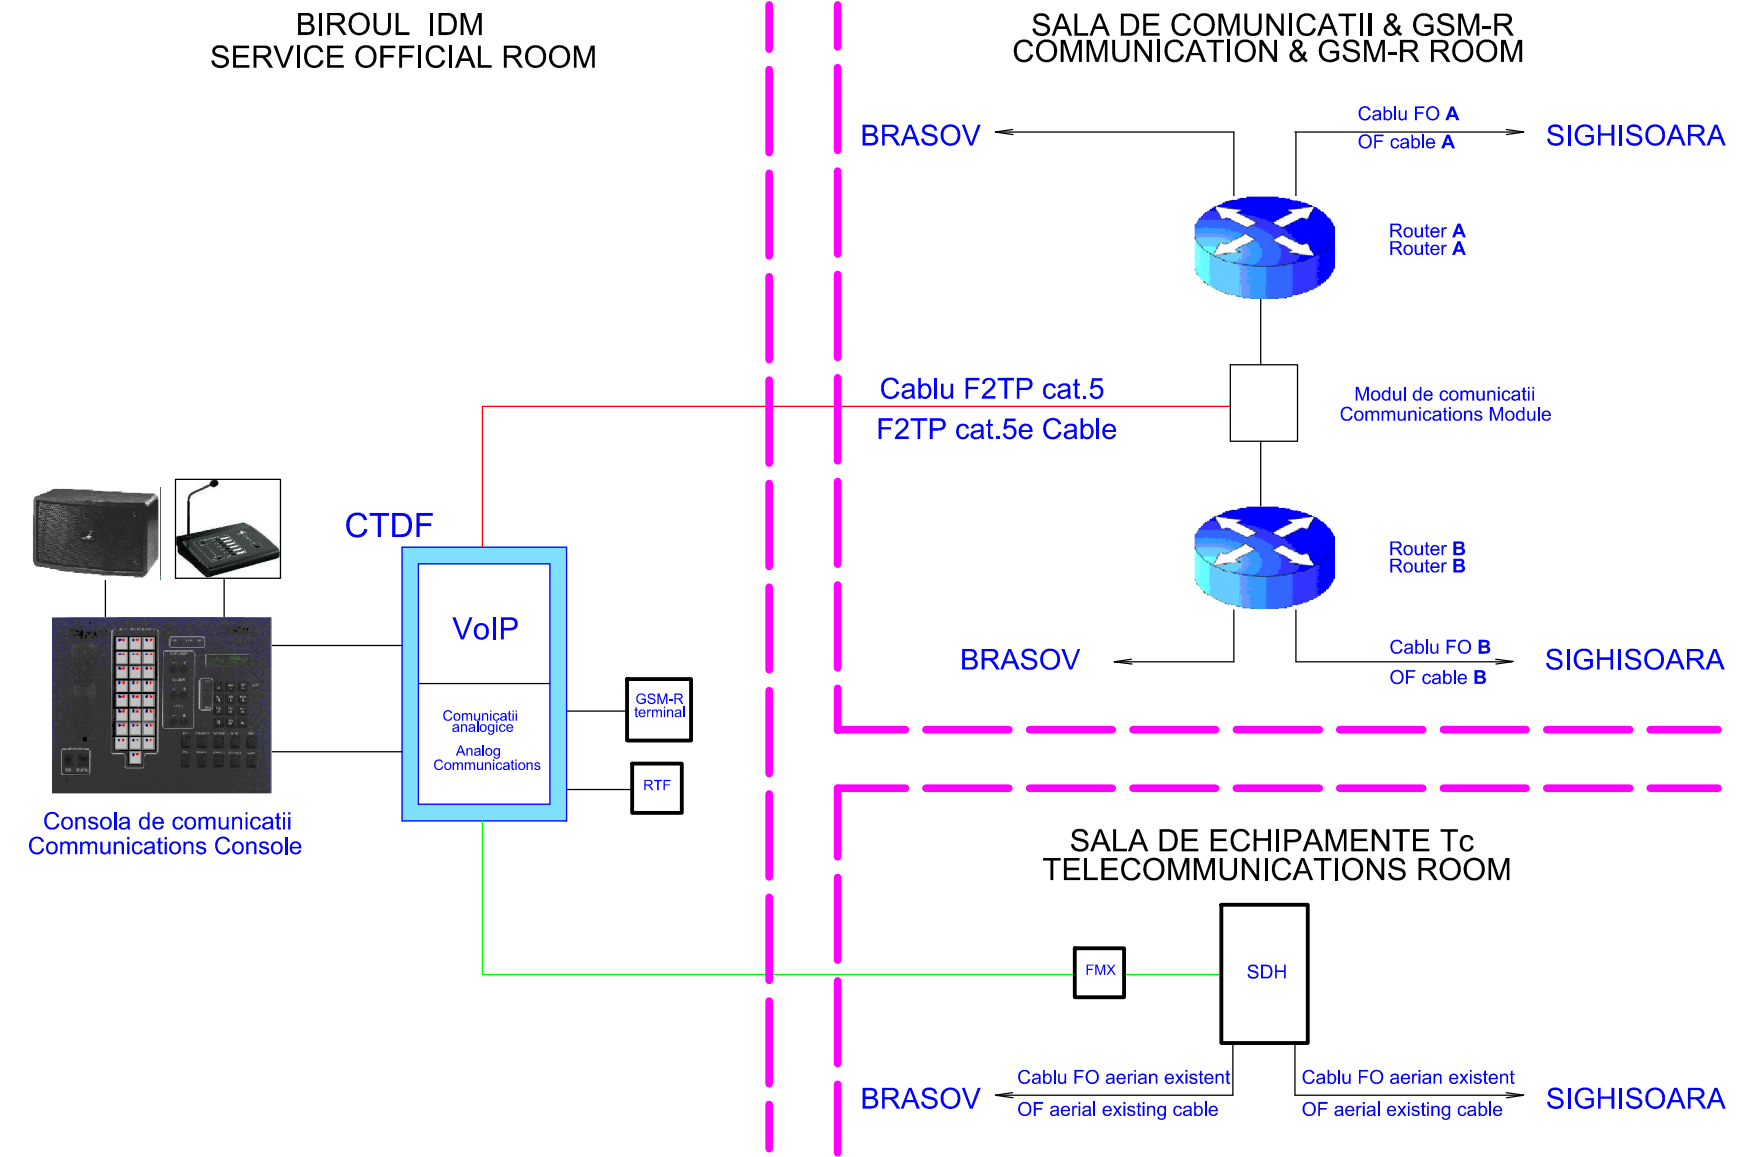 BIROUL IDM
SERVICE OFFICIAL ROOM
SALA DE COMUNICATII & GSM-R
COMMUNICATION & GSM-R ROOM
BRASOV
Cablu FO A
OF cable A
SIGHISOARA
Router A
Router A
Cablu F2TP cat.5
F2TP cat.5e Cable
Modul de comunicatii
Communications Module
CTDF
VoIP
Comunicatii
analogice
Analog
Communications
GSM-R
terminal
RTF
Router B
Router B
BRASOV
Cablu FO B
OF cable B
SIGHISOARA
Consola de comunicatii
Communications Console
SALA DE ECHIPAMENTE Tc
TELECOMMUNICATIONS ROOM
FMX
SDH
BRASOV
Cablu FO aerian existent
OF aerial existing cable
Cablu FO aerian existent
OF aerial existing cable
SIGHISOARA